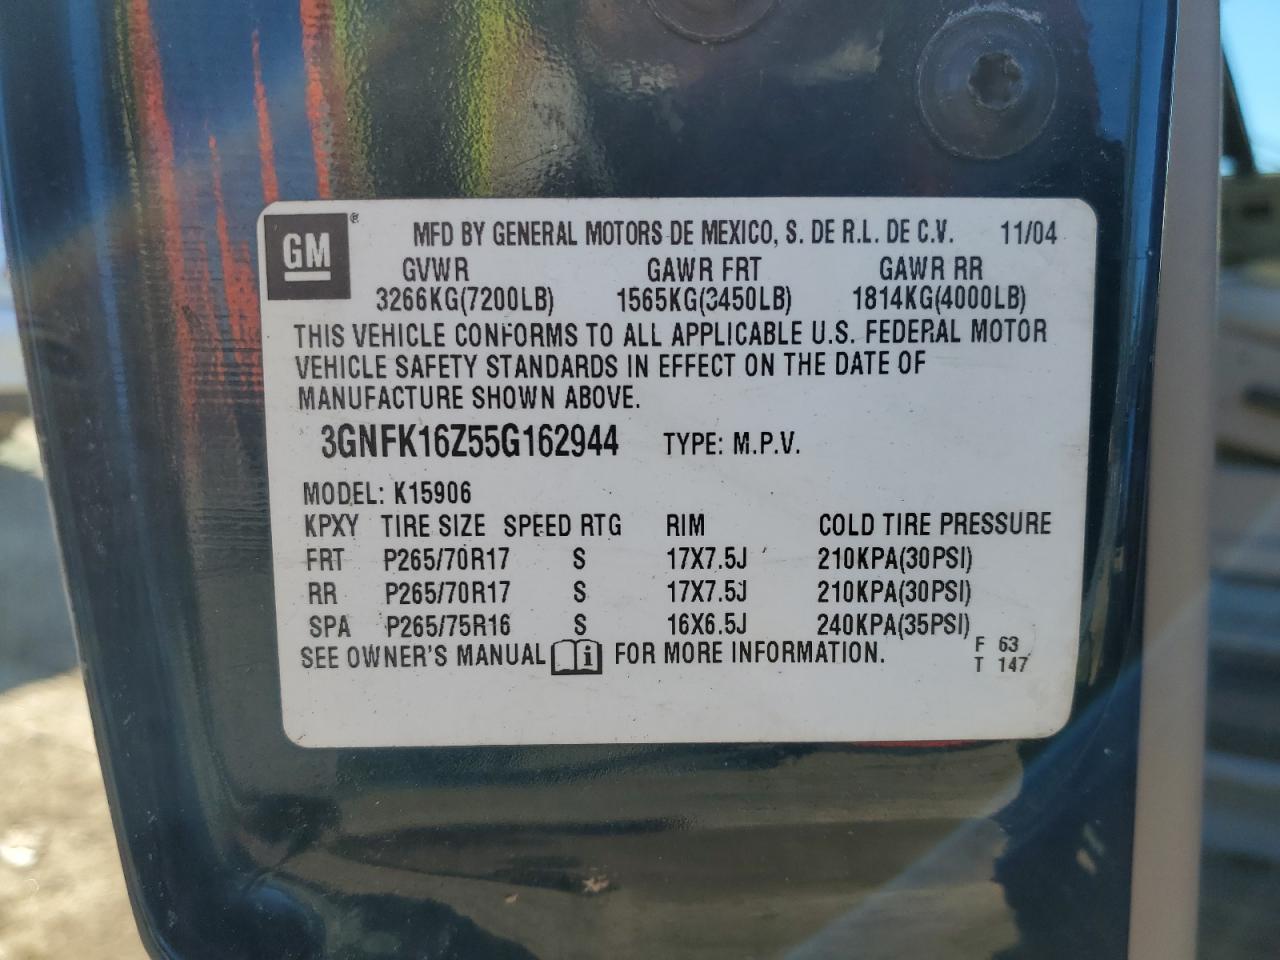 GM ® MFD BY GENERAL MOTORS DE MEXICO, S. DE R.L. DE C.V. 11/04
GVWR GAWR FRT GAWR RR
3266KG(7200LB) 1565KG(3450LB) 1814KG(4000LB)
THIS VEHICLE CONFORMS TO ALL APPLICABLE U.S. FEDERAL MOTOR
VEHICLE SAFETY STANDARDS IN EFFECT ON THE DATE OF
MANUFACTURE SHOWN ABOVE.
3GNFK16Z55G162944 TYPE: M.P.V.
MODEL: K15906
KPXY TIRE SIZE SPEED RTG RIM COLD TIRE PRESSURE
FRT P265/70R17 S 17X7.5J 210KPA(30PSI)
RR P265/70R17 S 17X7.5J 210KPA(30PSI)
SPA P265/75R16 S 16X6.5J 240KPA(35PSI)
SEE OWNER'S MANUAL i FOR MORE INFORMATION.
F 63
T 147